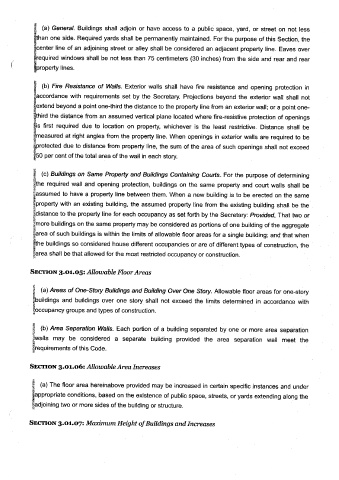 (a) General. Buildings shall adjoin or have access to a public space, yard, or street on not less
than one side. Required yards shall be permanently maintained. For the purpose of this Section, the
center line of an adjoining street or alley shall be considered an adjacent property line. Eaves over
required windows shall be not less than 75 centimeters (30 inches) from the side and rear and rear
property lines.
(b) Fire Resistance of Walls. Exterior walls shall have fire resistance and opening protection in
accordance with requirements set by the Secretary. Projections beyond the exterior wall shall not
extend beyond a point one-third the distance to the property line from an exterior wall; or a point one-
third the distance from an assumed vertical plane located where fire-resistive protection of openings
is first required due to location on property, whichever is the least restrictive. Distance shall be
measured at right angles from the property line. When openings in exterior walls are required to be
protected due to distance from property line, the sum of the area of such openings shall not exceed
50 per cent of the total area of the wall in each story.
(c) Buildings on Same Property and Buildings Containing Courts. For the purpose of determining
the required wall and opening protection, buildings on the same property and court walls shall be
assumed to have a property line between them. When a new building is to be erected on the same
property with an existing building, the assumed property line from the existing building shall be the
distance to the property line for each occupancy as set forth by the Secretary: Provided, That two or
more buildings on the same property may be considered as portions of one building of the aggregate
area of such buildings is within the limits of allowable floor areas for a single building; and that when
the buildings so considered house different occupancies or are of different types of construction, the
area shall be that allowed for the most restricted occupancy or construction.
SECTION 3.01.05: Allowable Floor Areas
(a) Areas of One-Story Buildings and Building Over One Story. Allowable floor areas for one-story
buildings and buildings over one story shall not exceed the limits determined in accordance with
occupancy groups and types of construction.
(b) Area Separation Walls. Each portion of a building separated by one or more area separation
walls may be considered a separate building provided the area separation wall meet the
requirements of this Code.
SECTION 3.01.06: Allowable Area Increases
(a) The floor area hereinabove provided may be increased in certain specific instances and under
appropriate conditions, based on the existence of public space, streets, or yards extending along the
adjoining two or more sides of the building or structure.
SECTION 3.01.07: Maximum Height of Buildings and Increases